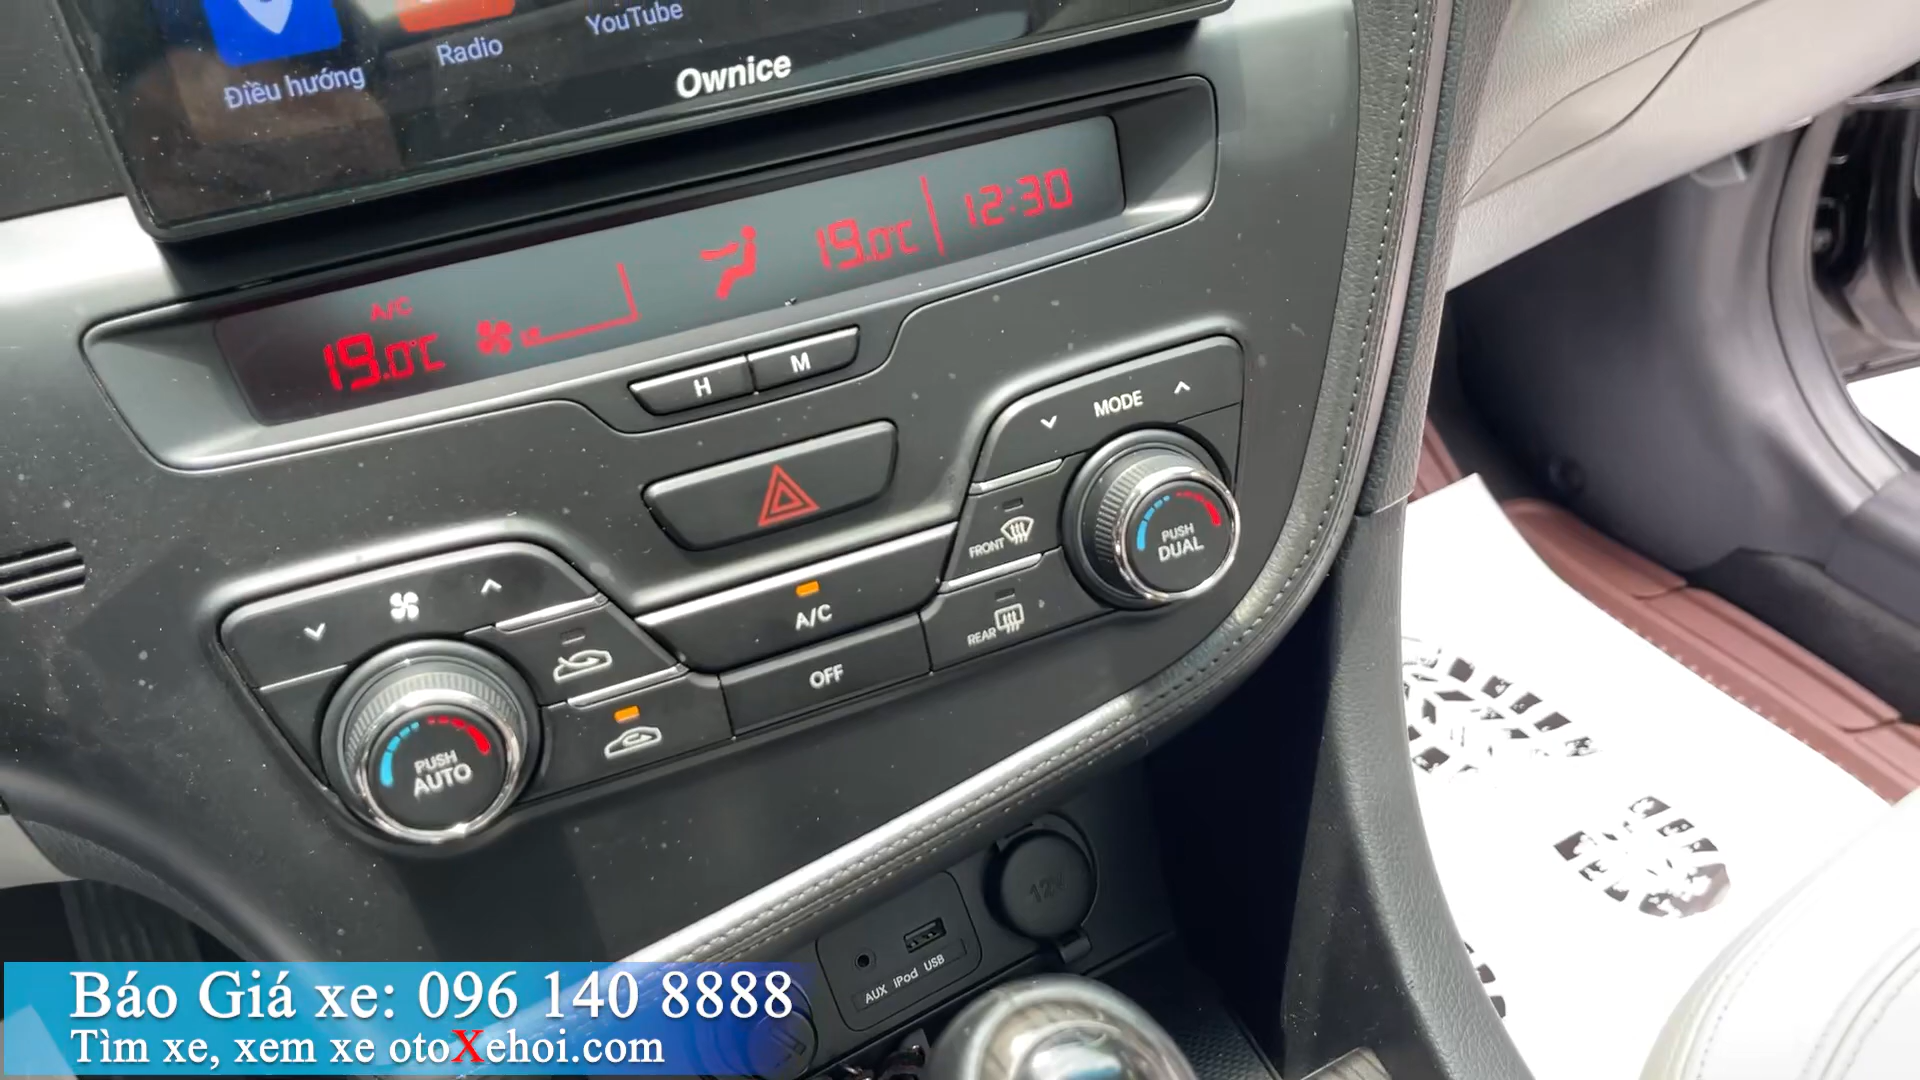 Điều hướng
Radio
YouTube
Ownice
A/C
19.0°C
19.0°C
12:30
H
M
MODE
FRONT
REAR
PUSH
DUAL
A/C
OFF
PUSH
AUTO
12V
AUX iPod USB
Báo Giá xe: 096 140 8888
Tìm xe, xem xe otoXehoi.com